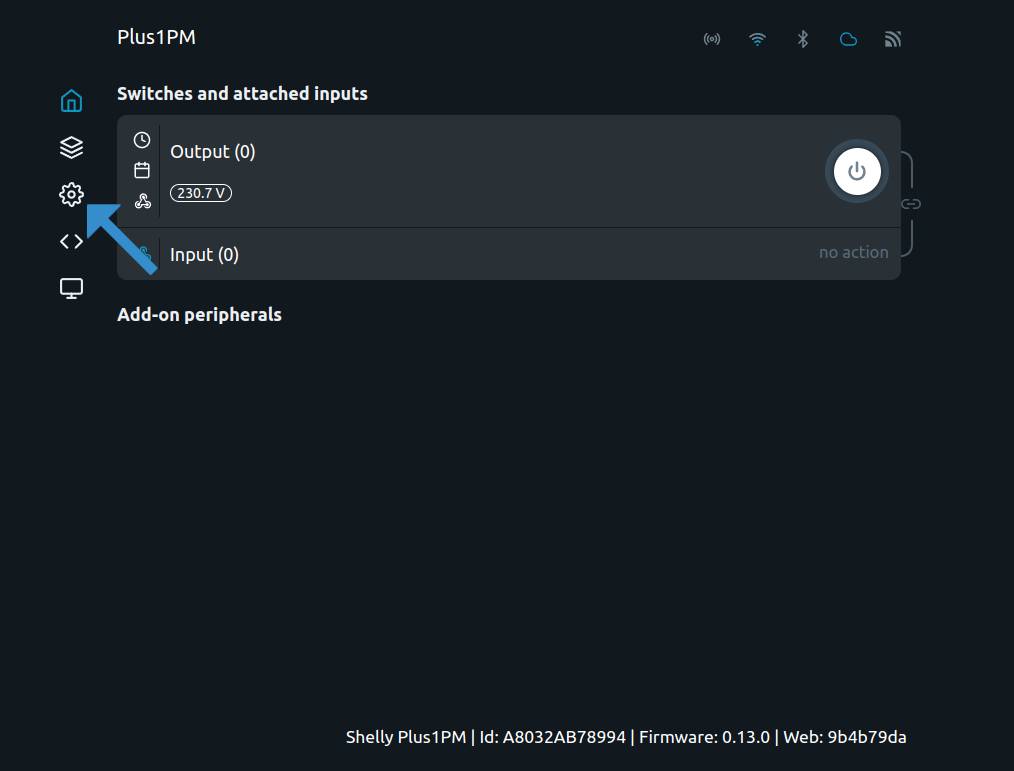 Plus1PM
Switches and attached inputs
Output (0)
230.7 V
Input (0)
no action
Add-on peripherals
Shelly Plus1PM | Id: A8032AB78994 | Firmware: 0.13.0 | Web: 9b4b79da